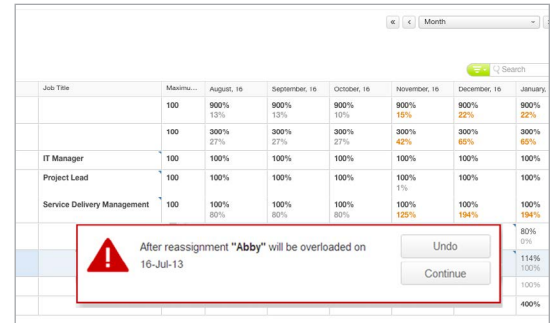 « ‹ Month
Search
Job Title Maximu... August, 16 September, 16 October, 16 November, 16 December, 16 January,
100 900% 900% 900% 900% 900% 900%
13% 13% 10% 15% 22% 22%
100 300% 300% 300% 300% 300% 300%
27% 27% 27% 42% 65% 65%
IT Manager 100 100% 100% 100% 100% 100% 100%
Project Lead 100 100% 100% 100% 100% 100% 100%
1%
Service Delivery Management 100 100% 100% 100% 100% 100% 100%
80% 80% 80% 125% 194% 194%
80%
0%
114%
100%
100%
400%
After reassignment "Abby" will be overloaded on
16-Jul-13
Undo
Continue